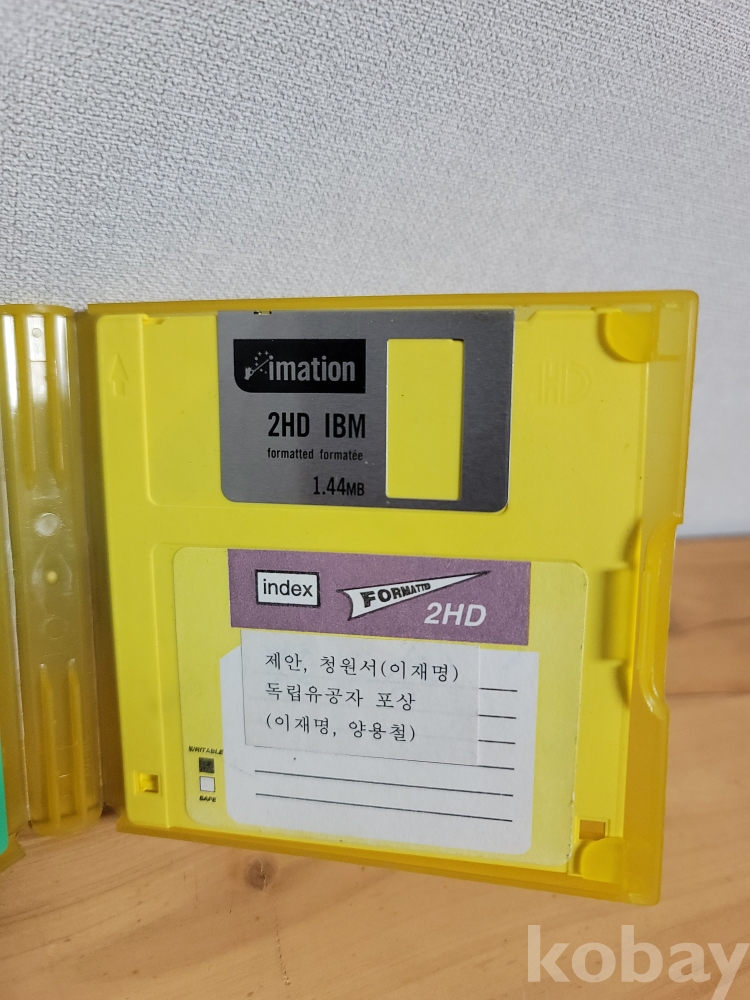 imation
2HD IBM
formatted formatée
1.44MB
HD
index
FORMATTED
2HD
제안, 청원서(이재명)
독립유공자 포상
(이재명, 양용철)
WRITABLE
SAFE
kobay